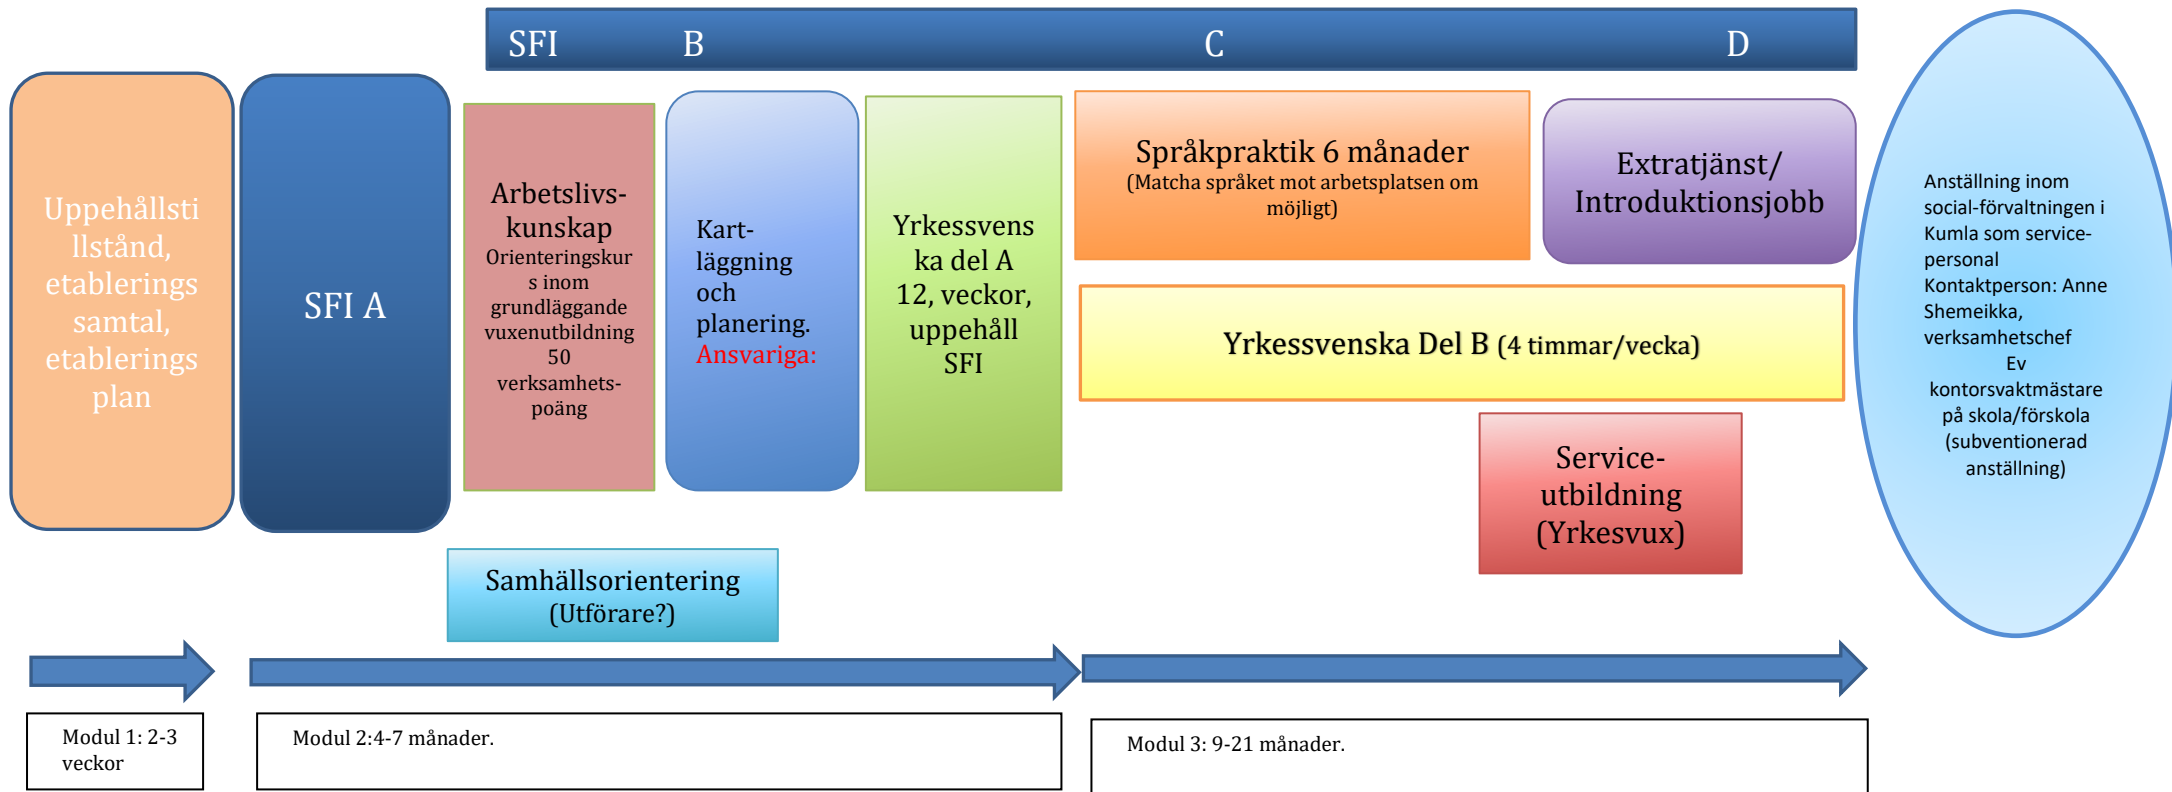 SFI B C D
Uppehållsti
llstånd,
etablerings
samtal,
etablerings
plan
SFI A
Arbetslivs-
kunskap
Orienteringskur
s inom
grundläggande
vuxenutbildning
50
verksamhets-
poäng
Kart-
läggning
och
planering.
Ansvariga:
Yrkessvens
ka del A
12, veckor,
uppehåll
SFI
Språkpraktik 6 månader
(Matcha språket mot arbetsplatsen om
möjligt)
Extratjänst/
Introduktionsjobb
Yrkessvenska Del B (4 timmar/vecka)
Service-
utbildning
(Yrkesvux)
Anställning inom
social-förvaltningen i
Kumla som service-
personal
Kontaktperson: Anne
Shemeikka,
verksamhetschef
Ev
kontorsvaktmästare
på skola/förskola
(subventionerad
anställning)
Samhällsorientering
(Utförare?)
Modul 1: 2-3
veckor
Modul 2:4-7 månader.
Modul 3: 9-21 månader.